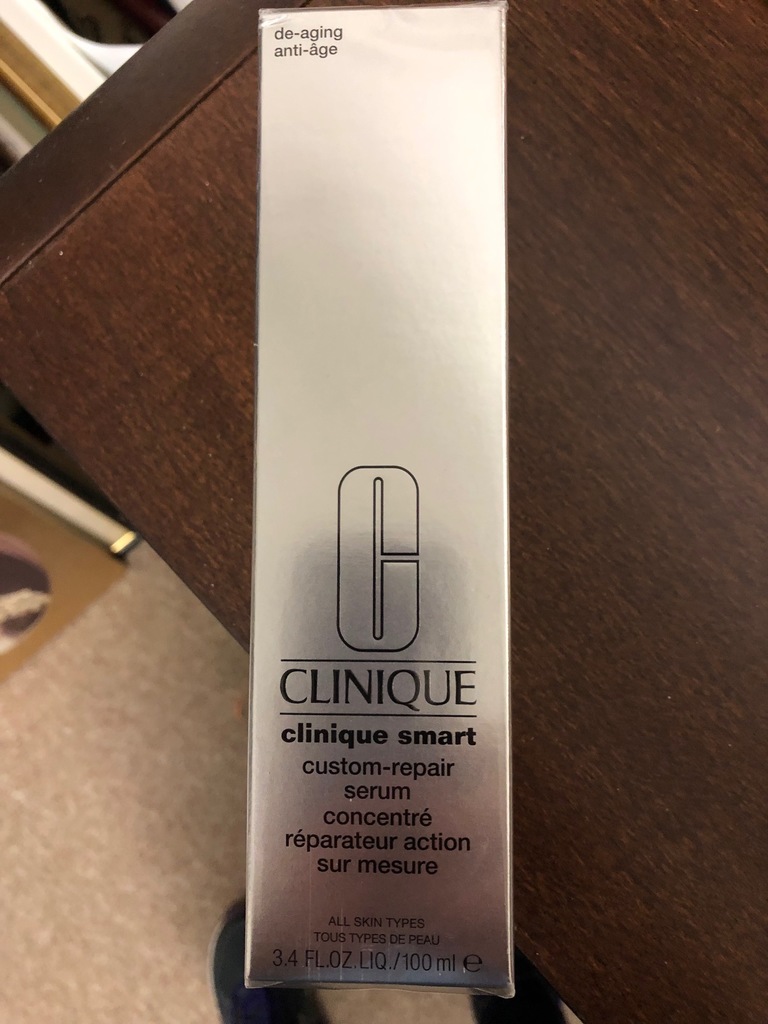 de-aging
anti-âge
CLINIQUE
clinique smart
custom-repair
serum
concentré
réparateur action
sur mesure
ALL SKIN TYPES
TOUS TYPES DE PEAU
3.4 FL.OZ.LIQ./100 ml ℮